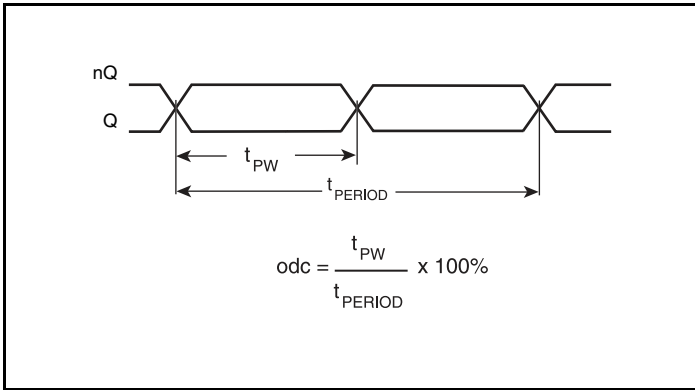 nQ
Q
tPW
tPERIOD
odc = tPW / tPERIOD x 100%